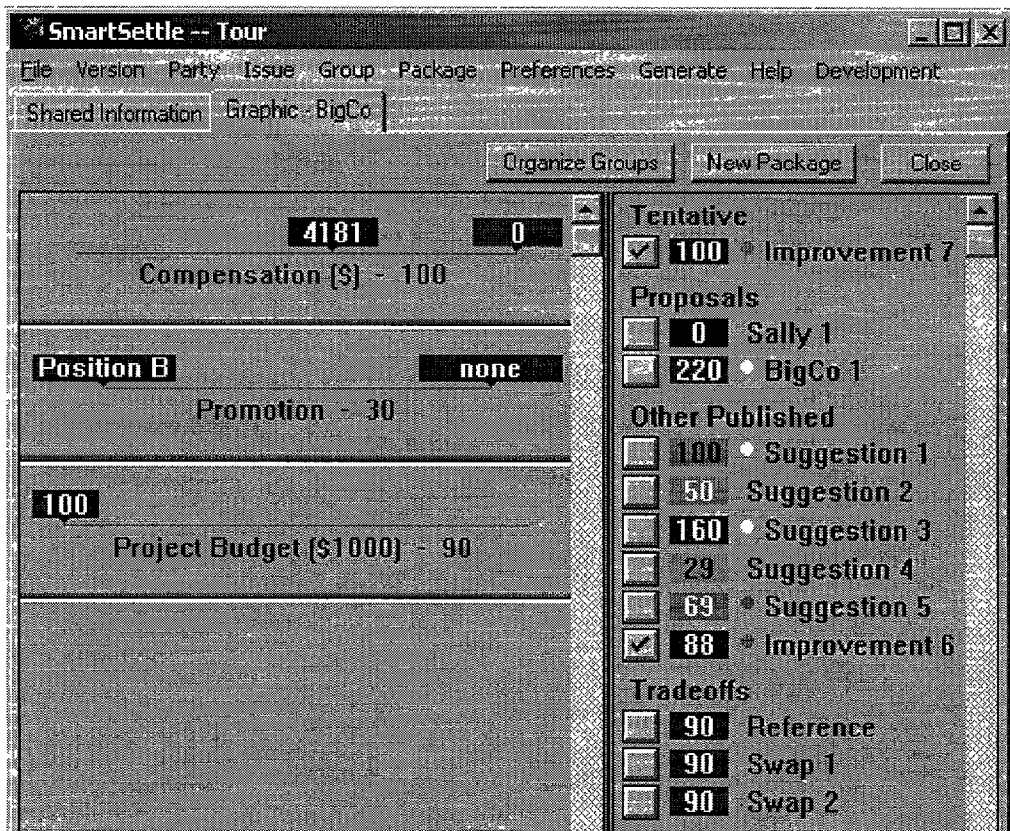 SmartSettle -- Tour
File Version Party Issue Group Package Preferences Generate Help Development
Shared Information Graphic - BigCo
Organize Groups New Package Close
4181 0
Compensation ($) - 100
Position B none
Promotion - 30
100
Project Budget ($1000) - 90
Tentative
100 Improvement 7
Proposals
0 Sally 1
220 BigCo 1
Other Published
100 Suggestion 1
50 Suggestion 2
160 Suggestion 3
29 Suggestion 4
69 Suggestion 5
88 Improvement 6
Tradeoffs
90 Reference
90 Swap 1
90 Swap 2